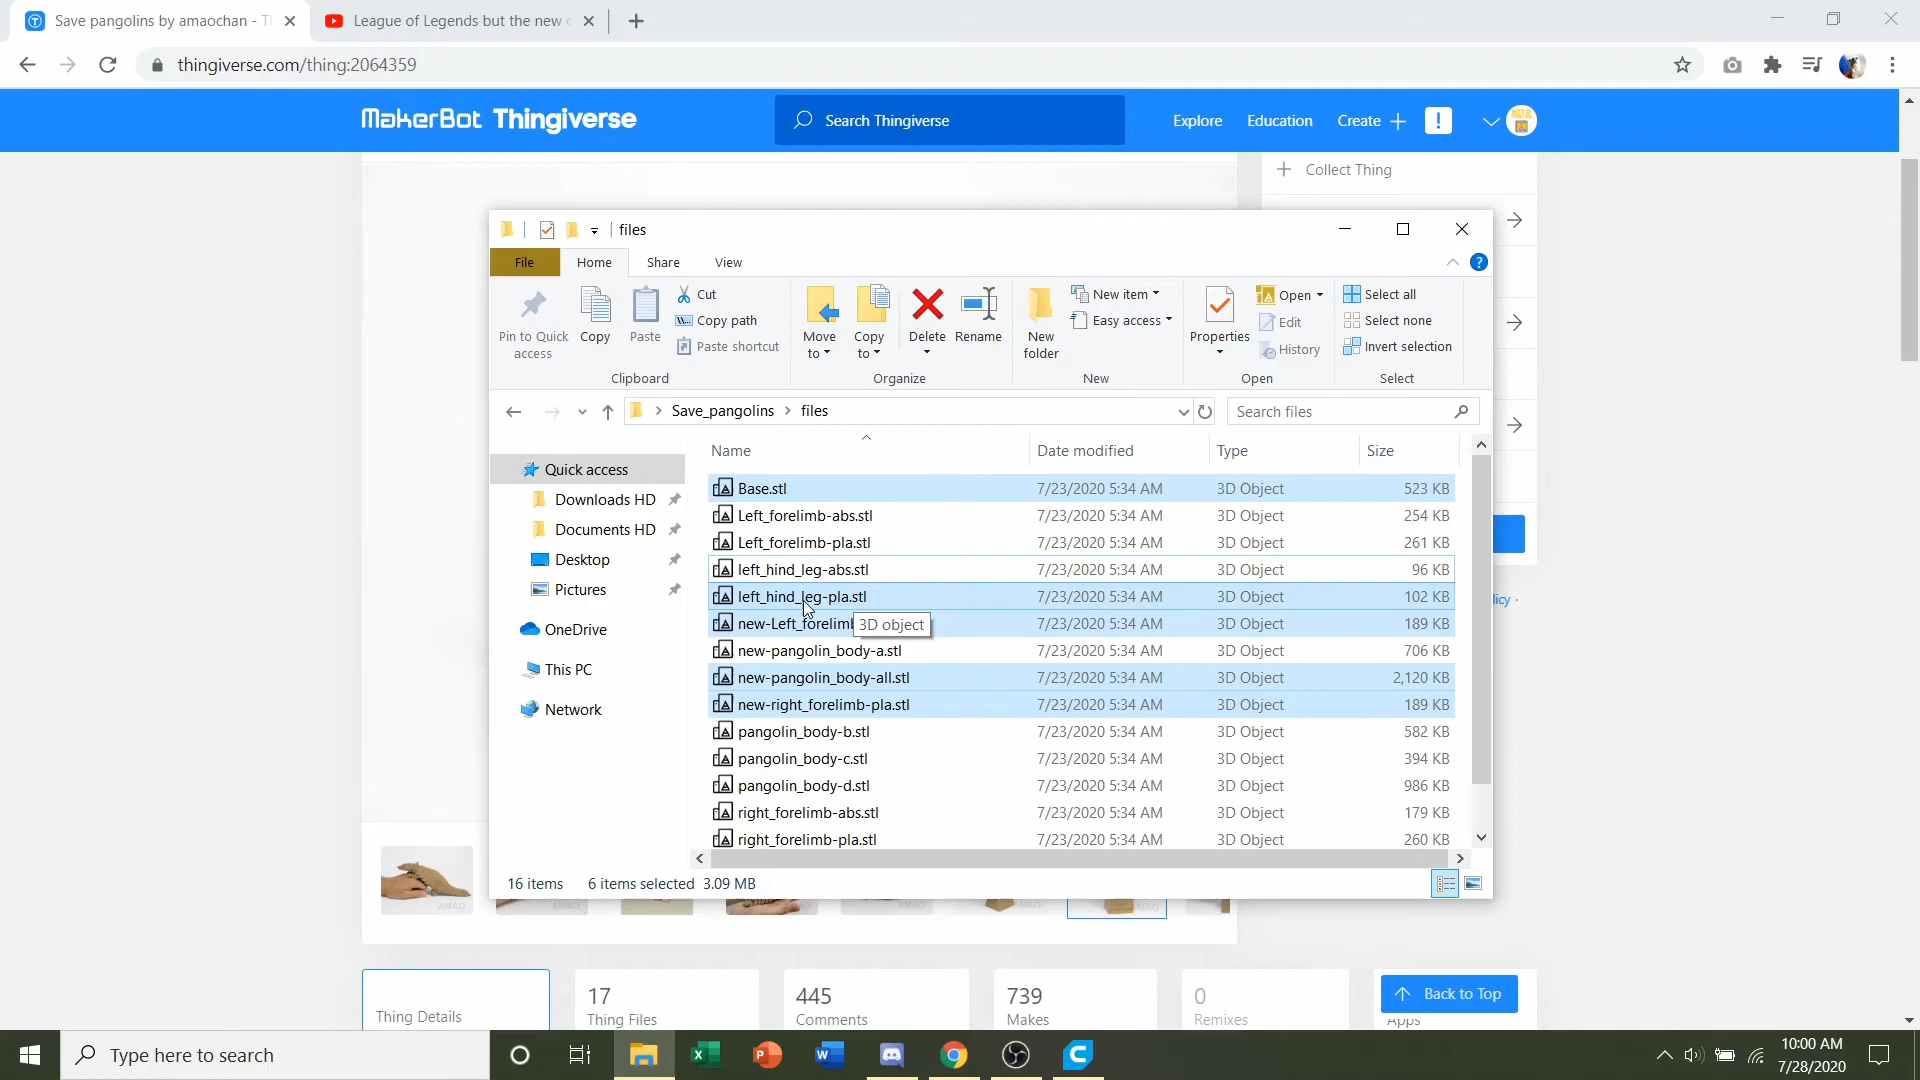 Save pangolins by amaochan - T
League of Legends but the new c
thingiverse.com/thing:2064359
MakerBot Thingiverse
Search Thingiverse
Explore
Education
Create
Collect Thing
files
File
Home
Share
View
Pin to Quick access
Copy
Paste
Cut
Copy path
Paste shortcut
Clipboard
Move to
Copy to
Delete
Rename
Organize
New folder
New item
Easy access
New
Properties
Open
Edit
History
Open
Select all
Select none
Invert selection
Select
Save_pangolins > files
Search files
Name Date modified Type Size
Quick access
Downloads HD
Documents HD
Desktop
Pictures
OneDrive
This PC
Network
Base.stl 7/23/2020 5:34 AM 3D Object 523 KB
Left_forelimb-abs.stl 7/23/2020 5:34 AM 3D Object 254 KB
Left_forelimb-pla.stl 7/23/2020 5:34 AM 3D Object 261 KB
left_hind_leg-abs.stl 7/23/2020 5:34 AM 3D Object 96 KB
left_hind_leg-pla.stl 7/23/2020 5:34 AM 3D Object 102 KB
new-Left_forelimb 7/23/2020 5:34 AM 3D Object 189 KB
3D object
new-pangolin_body-a.stl 7/23/2020 5:34 AM 3D Object 706 KB
new-pangolin_body-all.stl 7/23/2020 5:34 AM 3D Object 2,120 KB
new-right_forelimb-pla.stl 7/23/2020 5:34 AM 3D Object 189 KB
pangolin_body-b.stl 7/23/2020 5:34 AM 3D Object 582 KB
pangolin_body-c.stl 7/23/2020 5:34 AM 3D Object 394 KB
pangolin_body-d.stl 7/23/2020 5:34 AM 3D Object 986 KB
right_forelimb-abs.stl 7/23/2020 5:34 AM 3D Object 179 KB
right_forelimb-pla.stl 7/23/2020 5:34 AM 3D Object 260 KB
16 items 6 items selected 3.09 MB
licy ·
AMAO
Thing Details
17
Thing Files
445
Comments
739
Makes
0
Remixes
Back to Top
Apps
Type here to search
10:00 AM
7/28/2020